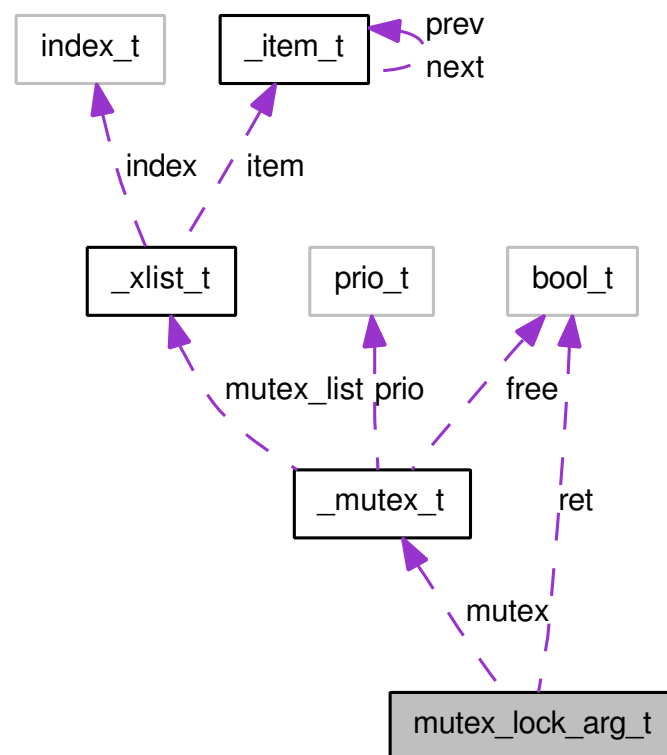 index_t
_item_t
prev
next
index
item
_xlist_t
prio_t
bool_t
mutex_list
prio
free
_mutex_t
ret
mutex
mutex_lock_arg_t